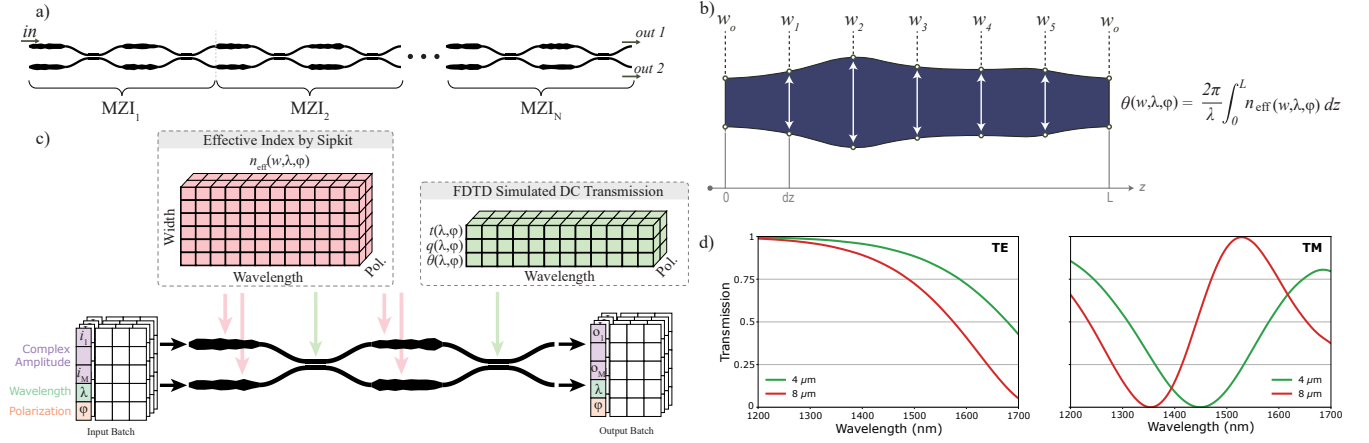 a)
in
out 1
out 2
MZI1
MZI2
MZIN
b)
wo w1 w2 w3 w4 w5 wo
θ(w,λ,φ) = 2π/λ ∫0L neff(w,λ,φ) dz
0 dz L z
c)
Effective Index by Sipkit
neff(w,λ,φ)
Width
Wavelength
Pol.
FDTD Simulated DC Transmission
t(λ,φ)
q(λ,φ)
θ(λ,φ)
Wavelength
Pol.
Complex
Amplitude
Wavelength
Polarization
i1
iM
λ
φ
Input Batch
o1
oM
λ
φ
Output Batch
d)
TE
Transmission
1
0.75
0.5
0.25
0
1200 1300 1400 1500 1600 1700
Wavelength (nm)
4 μm
8 μm
TM
1200 1300 1400 1500 1600 1700
Wavelength (nm)
4 μm
8 μm